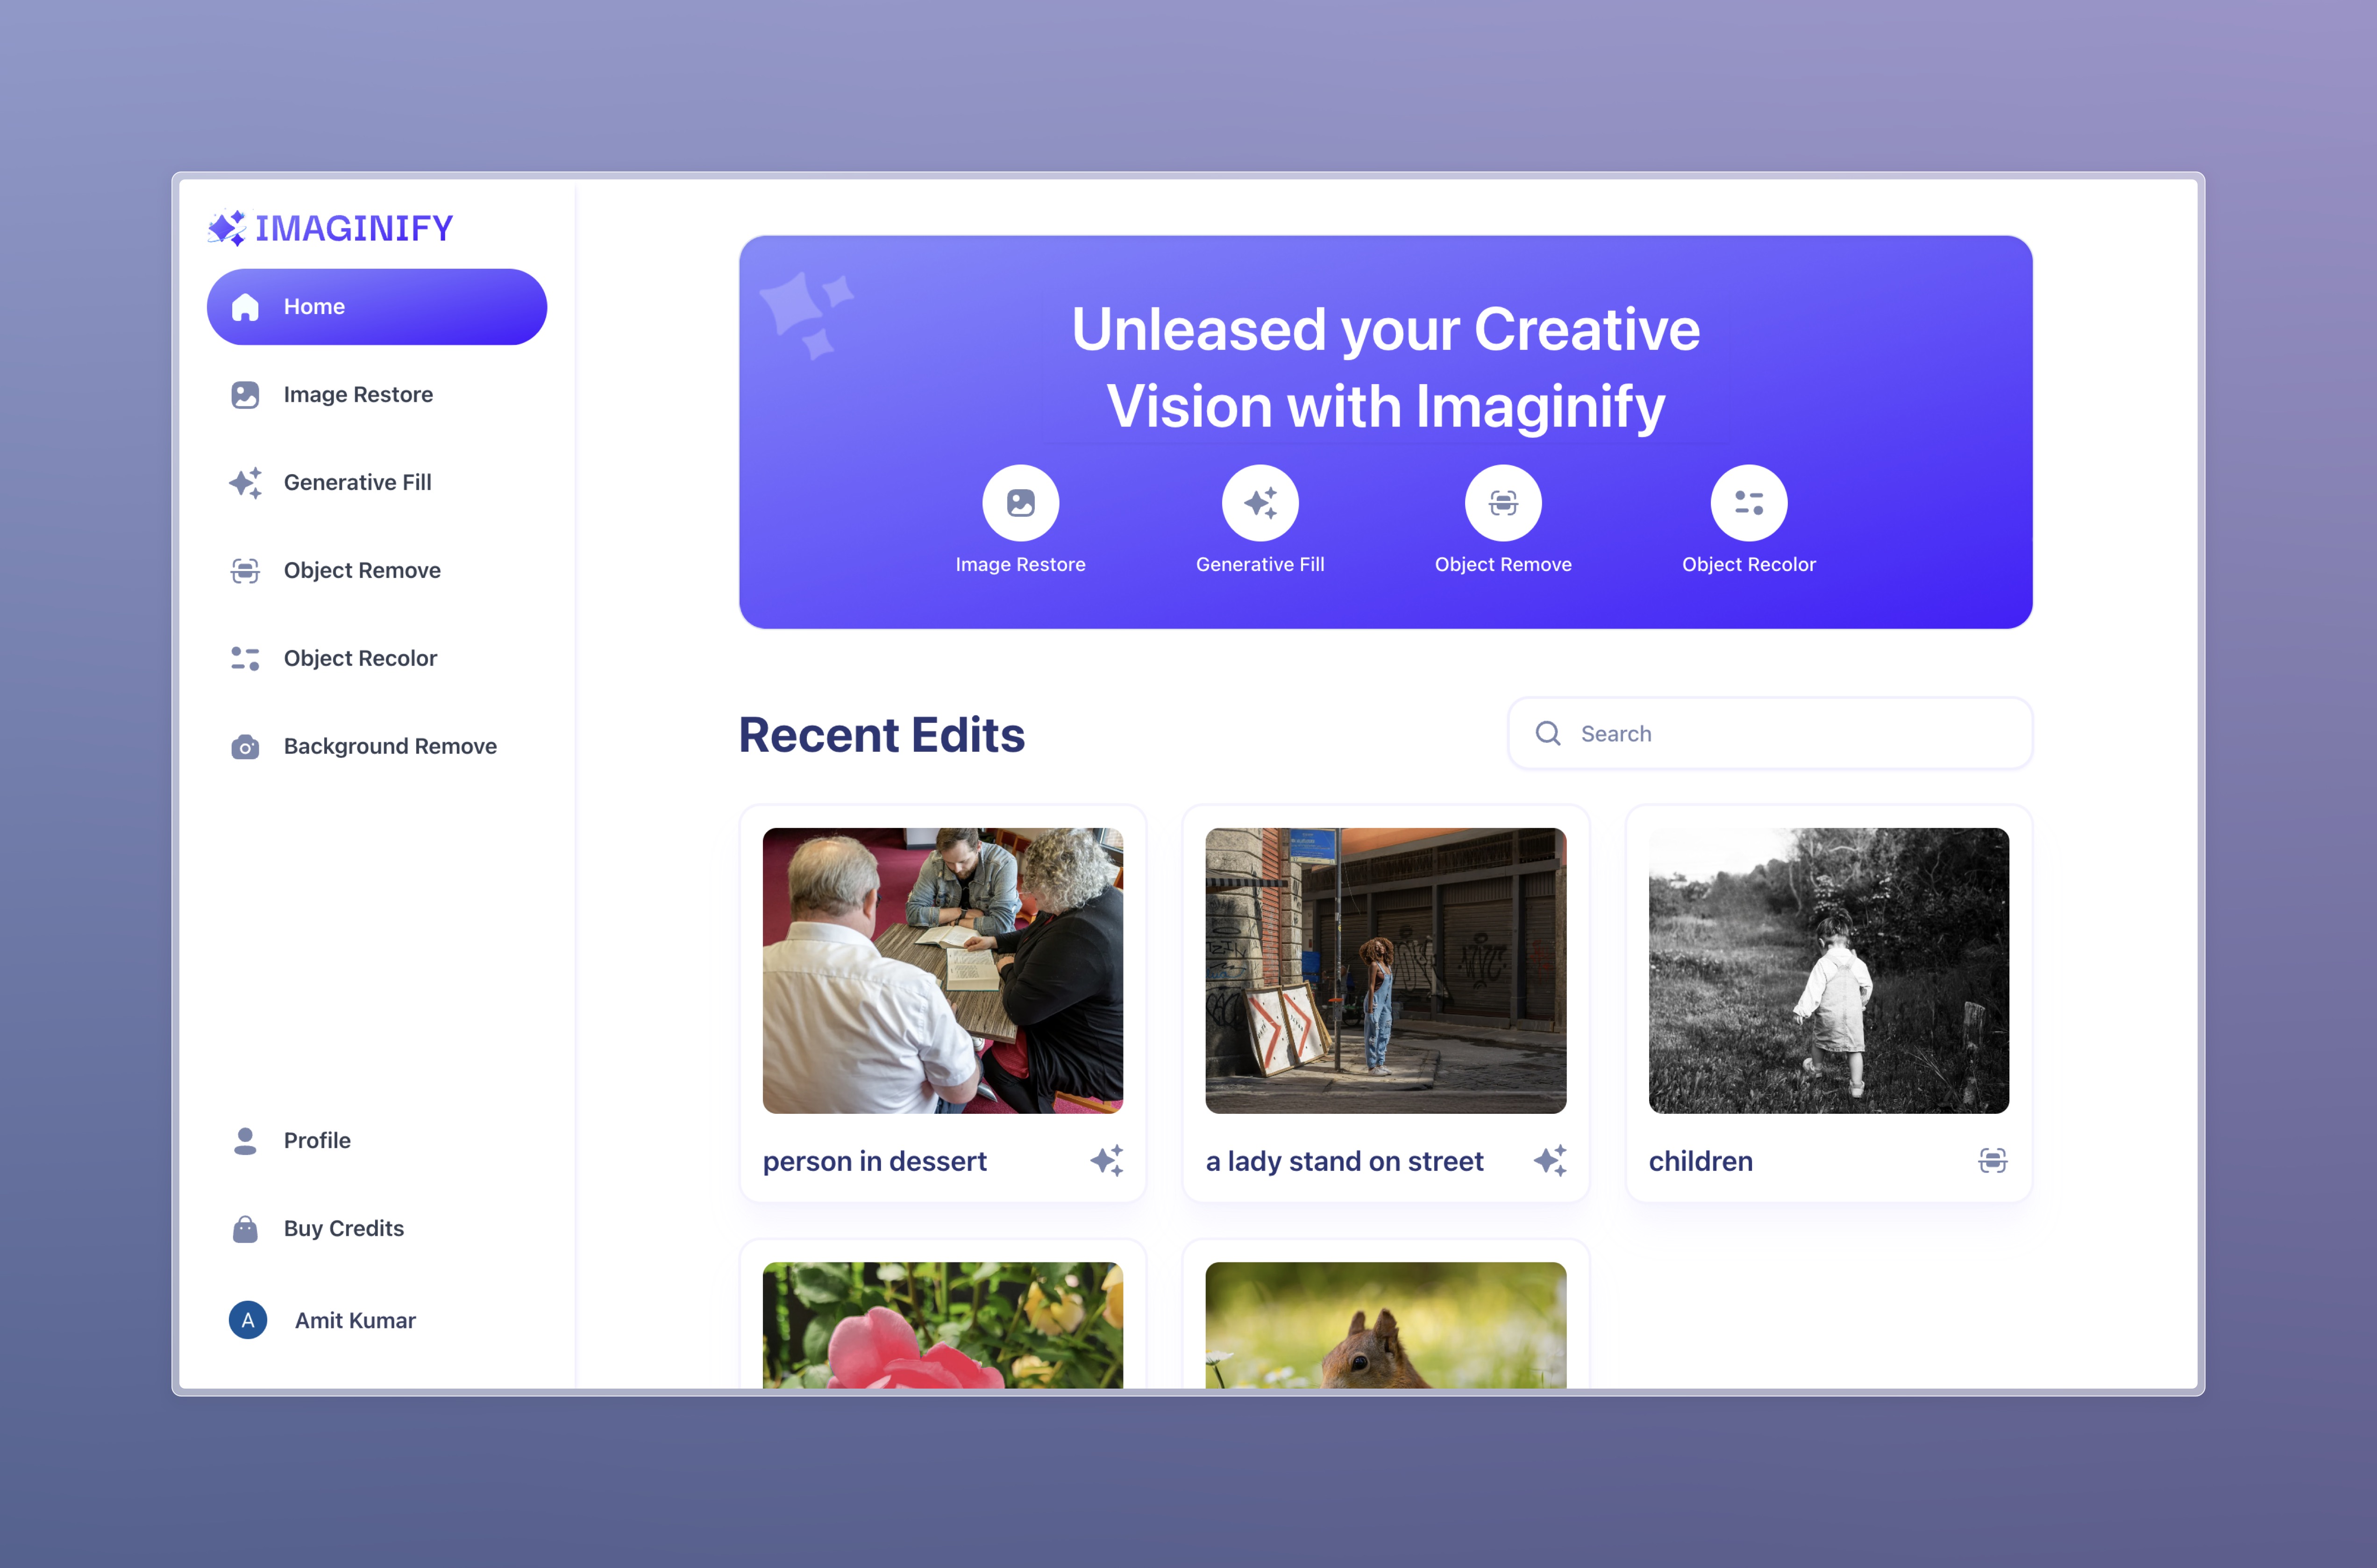 IMAGINIFY
Home
Image Restore
Generative Fill
Object Remove
Object Recolor
Background Remove
Profile
Buy Credits
A
Amit Kumar
Unleased your Creative
Vision with Imaginify
Image Restore
Generative Fill
Object Remove
Object Recolor
Recent Edits
Search
person in dessert
a lady stand on street
children